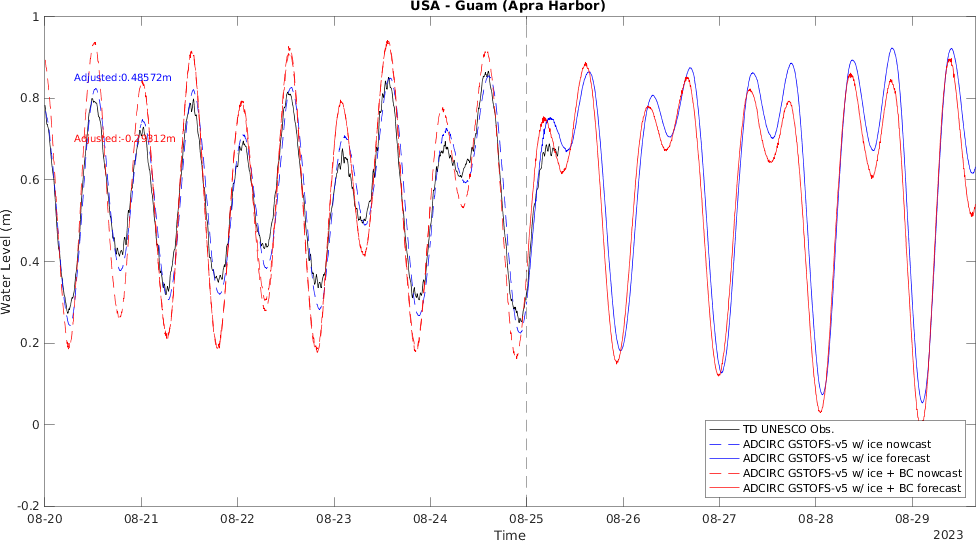 USA - Guam (Apra Harbor)
1
0.8
0.6
0.4
0.2
0
-0.2
Water Level (m)
Adjusted:0.48572m
Adjusted:-0.29312m
TD UNESCO Obs.
ADCIRC GSTOFS-v5 w/ ice nowcast
ADCIRC GSTOFS-v5 w/ ice forecast
ADCIRC GSTOFS-v5 w/ ice + BC nowcast
ADCIRC GSTOFS-v5 w/ ice + BC forecast
08-20 08-21 08-22 08-23 08-24 08-25 08-26 08-27 08-28 08-29
Time
2023